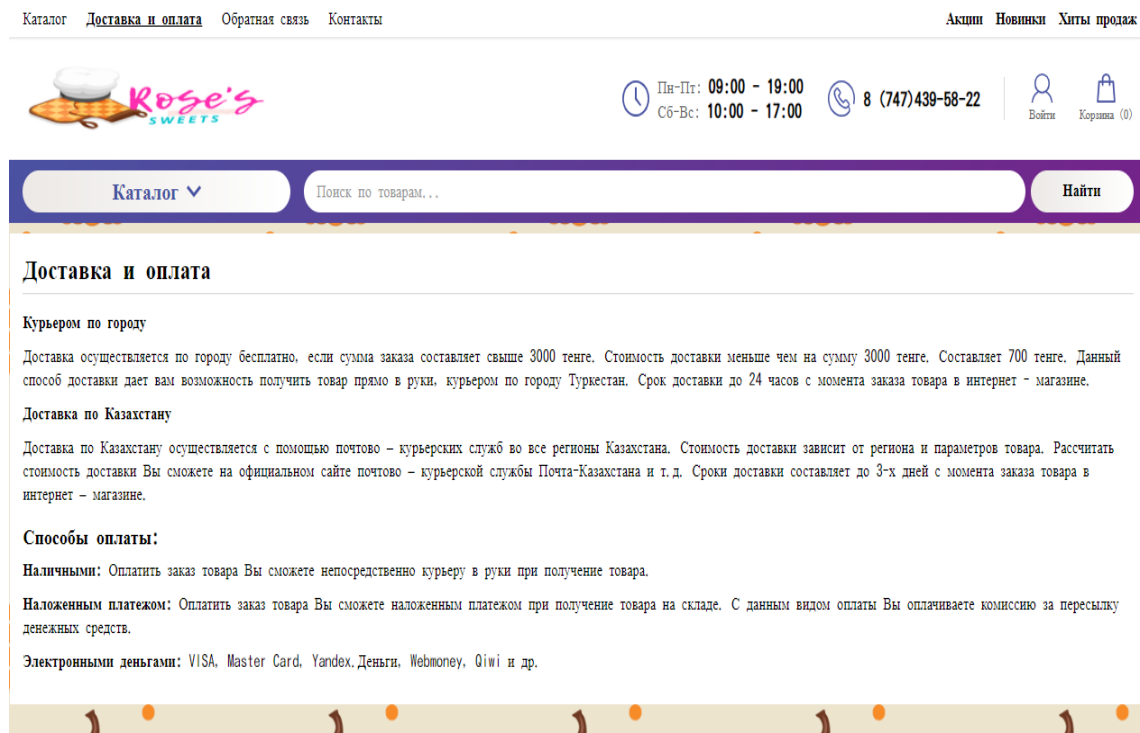 Каталог Доставка и оплата Обратная связь Контакты Акции Новинки Хиты продаж
Rose's
SWEETS
Пн-Пт: 09:00 - 19:00
Сб-Вс: 10:00 - 17:00
8 (747)439-58-22
Войти
Корзина (0)
Каталог Поиск по товарам... Найти
Доставка и оплата
Курьером по городу
Доставка осуществляется по городу бесплатно, если сумма заказа составляет свыше 3000 тенге. Стоимость доставки меньше чем на сумму 3000 тенге. Составляет 700 тенге. Данный
способ доставки дает вам возможность получить товар прямо в руки, курьером по городу Туркестан. Срок доставки до 24 часов с момента заказа товара в интернет - магазине.
Доставка по Казахстану
Доставка по Казахстану осуществляется с помощью почтово – курьерских служб во все регионы Казахстана. Стоимость доставки зависит от региона и параметров товара. Рассчитать
стоимость доставки Вы сможете на официальном сайте почтово – курьерской службы Почта-Казахстана и т.д. Сроки доставки составляет до 3-х дней с момента заказа товара в
интернет – магазине.
Способы оплаты:
Наличными: Оплатить заказ товара Вы сможете непосредственно курьеру в руки при получение товара.
Наложенным платежом: Оплатить заказ товара Вы сможете наложенным платежом при получение товара на складе. С данным видом оплаты Вы оплачиваете комиссию за пересылку
денежных средств.
Электронными деньгами: VISA, Master Card, Yandex.Деньги, Webmoney, Qiwi и др.